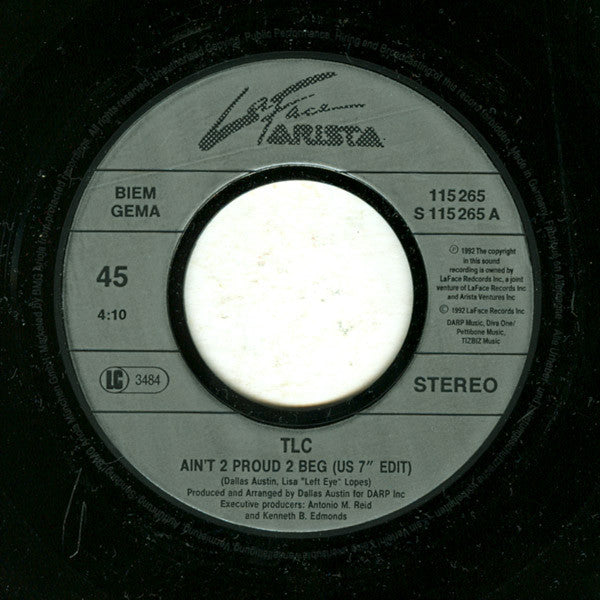 LaFace
ARISTA
BIEM
GEMA
115 265
S 115 265 A
45
4:10
℗ 1992 The copyright
in this sound
recording is owned by
LaFace Redcords Inc, a joint
venture of LaFace Records Inc
and Arista Ventures Inc
© 1992 LaFace Records Inc
DARP Music, Diva One/
Pettibone Music,
TIZBIZ Music
LC 3484
STEREO
TLC
AIN'T 2 PROUD 2 BEG (US 7" EDIT)
(Dallas Austin, Lisa "Left Eye" Lopes)
Produced and Arranged by Dallas Austin for DARP Inc
Executive producers: Antonio M. Reid
and Kenneth B. Edmonds